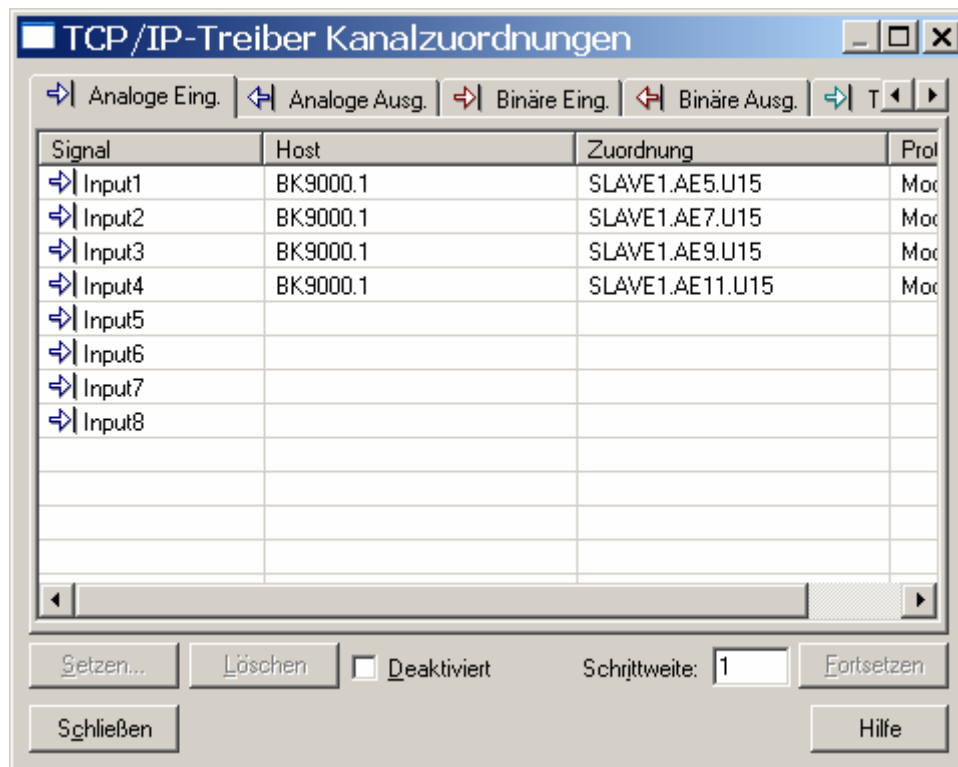 TCP/IP-Treiber Kanalzuordnungen
Analoge Eing. Analoge Ausg. Binäre Eing. Binäre Ausg. T
Signal Host Zuordnung
Input1 BK9000.1 SLAVE1.AE5.U15
Input2 BK9000.1 SLAVE1.AE7.U15
Input3 BK9000.1 SLAVE1.AE9.U15
Input4 BK9000.1 SLAVE1.AE11.U15
Input5
Input6
Input7
Input8
Setzen... Löschen Deaktiviert Schrittweite: 1 Fortsetzen
Schließen Hilfe